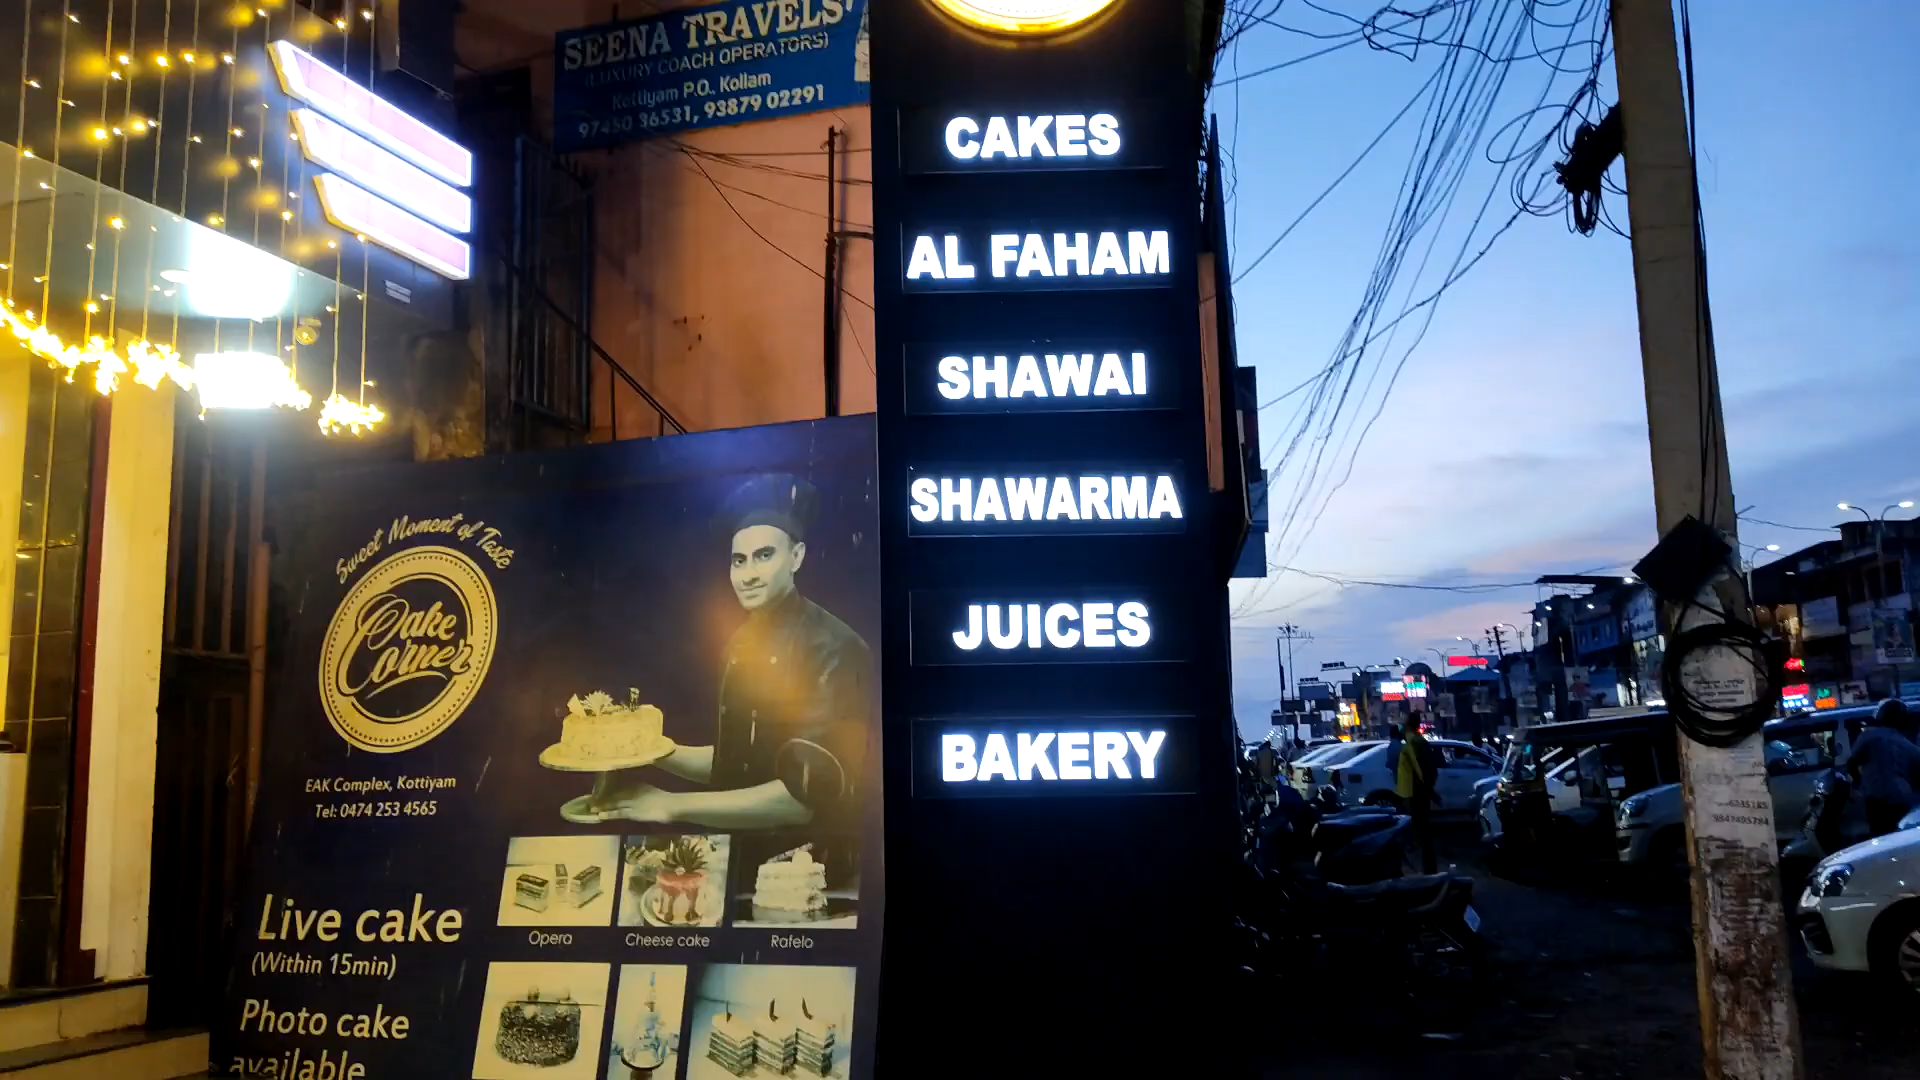 SEENA TRAVELS
(LUXURY COACH OPERATORS)
Kottiyam P.O., Kollam
97450 36531, 93879 02291
CAKES
AL FAHAM
SHAWAI
SHAWARMA
JUICES
BAKERY
Sweet Moment of Taste
Cake
Corner
EAK Complex, Kottiyam
Tel: 0474 253 4565
Live cake
(Within 15min)
Photo cake
available
Opera
Cheese cake
Rafelo
9847495784